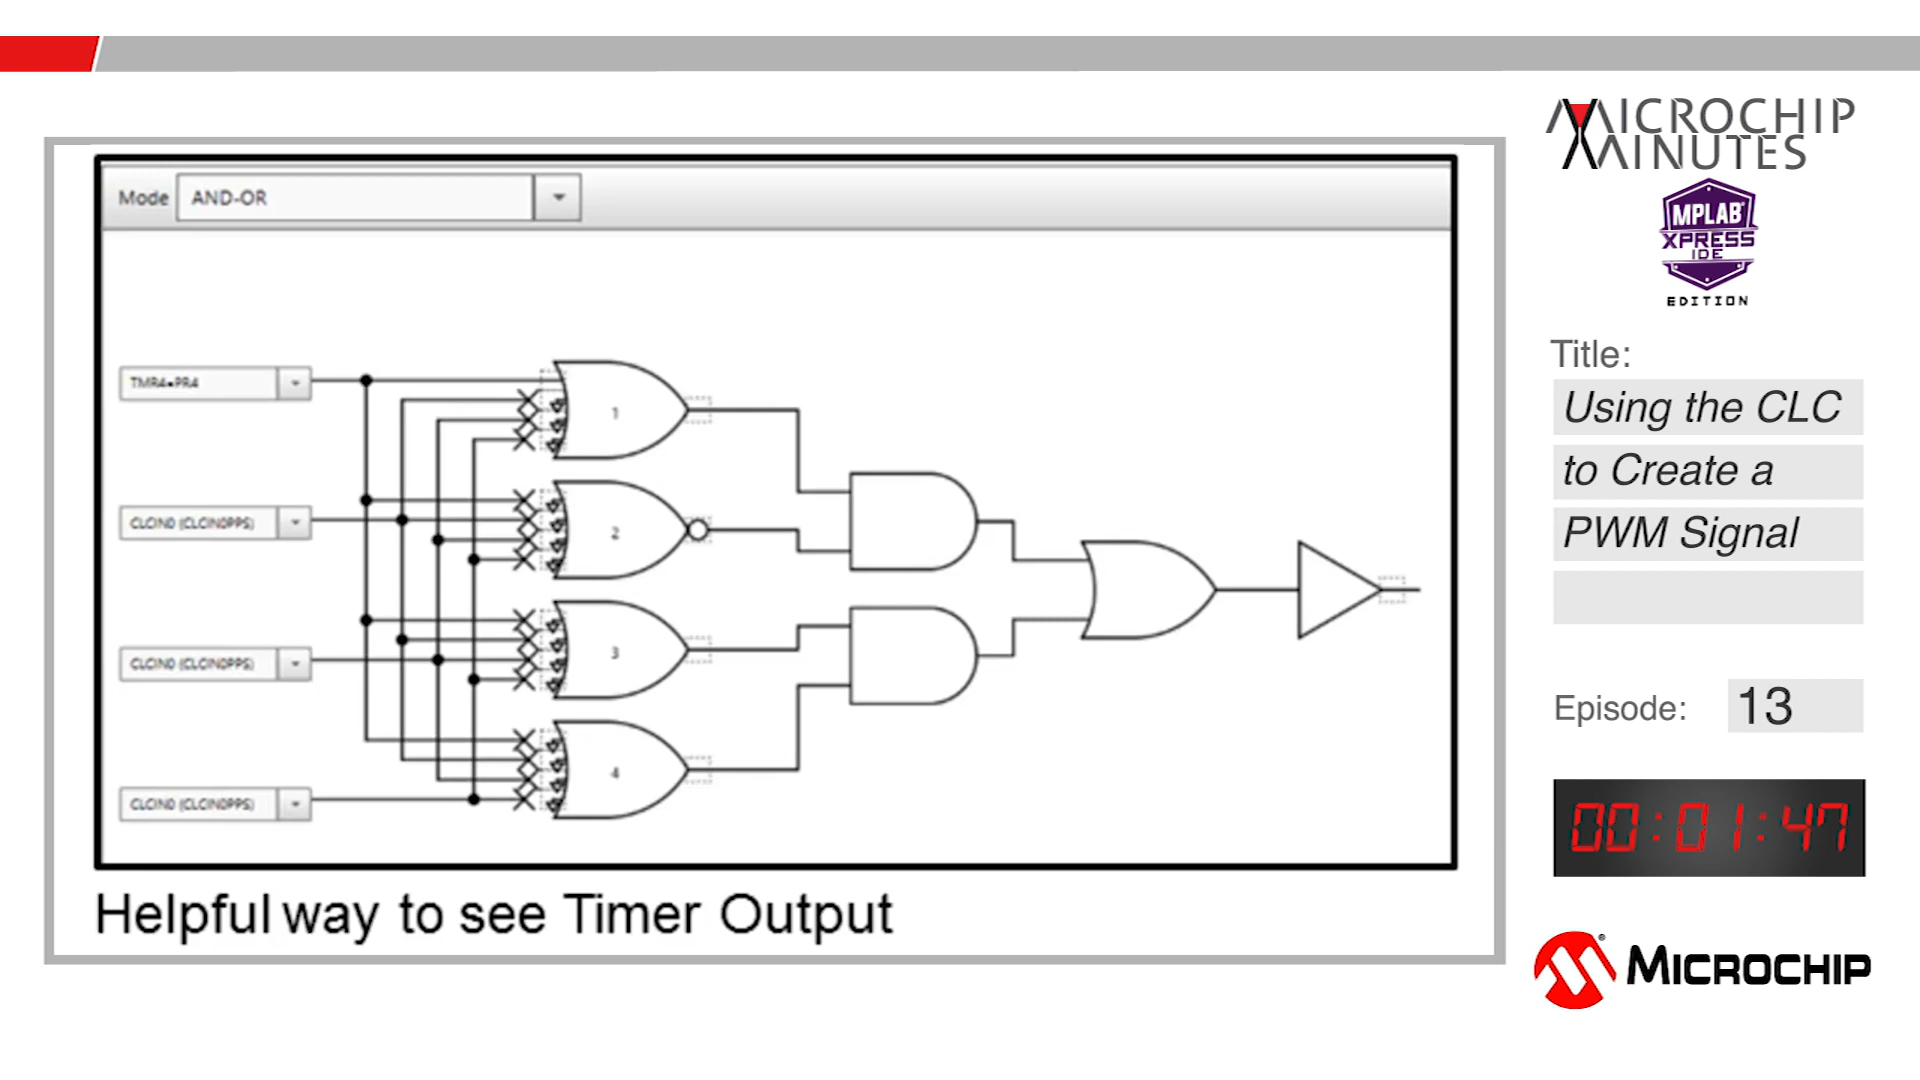 MICROCHIP
MINUTES
MPLAB®
XPRESS
IDE
EDITION
Mode AND-OR
TMR4=PR4
1
CLCIN0 (CLCIN0PPS)
2
CLCIN0 (CLCIN0PPS)
3
CLCIN0 (CLCIN0PPS)
4
Helpful way to see Timer Output
Title:
Using the CLC
to Create a
PWM Signal
Episode: 13
00:01:47
MICROCHIP